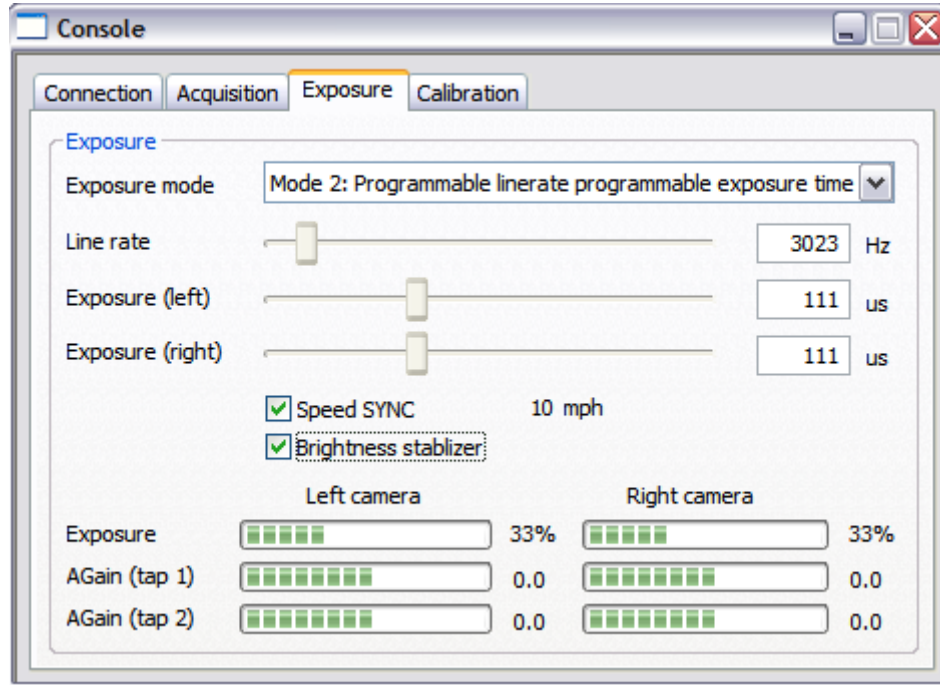 Console
Connection Acquisition Exposure Calibration
Exposure
Exposure mode Mode 2: Programmable linerate programmable exposure time
Line rate 3023 Hz
Exposure (left) 111 us
Exposure (right) 111 us
Speed SYNC 10 mph
Brightness stablizer
Left camera Right camera
Exposure 33% 33%
AGain (tap 1) 0.0 0.0
AGain (tap 2) 0.0 0.0